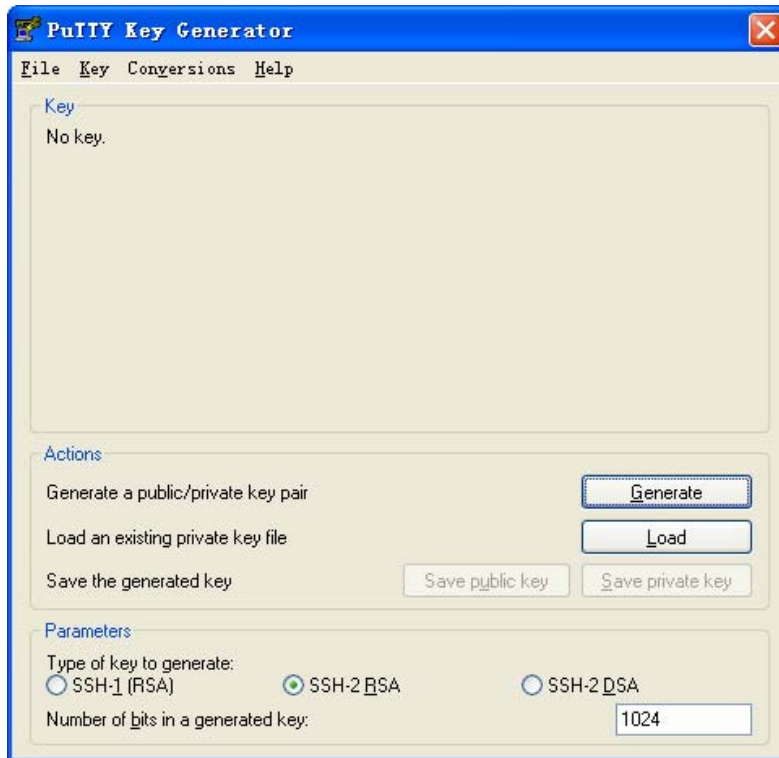 PuTTY Key Generator
File Key Conversions Help
Key
No key.
Actions
Generate a public/private key pair
Generate
Load an existing private key file
Load
Save the generated key
Save public key
Save private key
Parameters
Type of key to generate:
SSH-1 (RSA)
SSH-2 RSA
SSH-2 DSA
Number of bits in a generated key:
1024